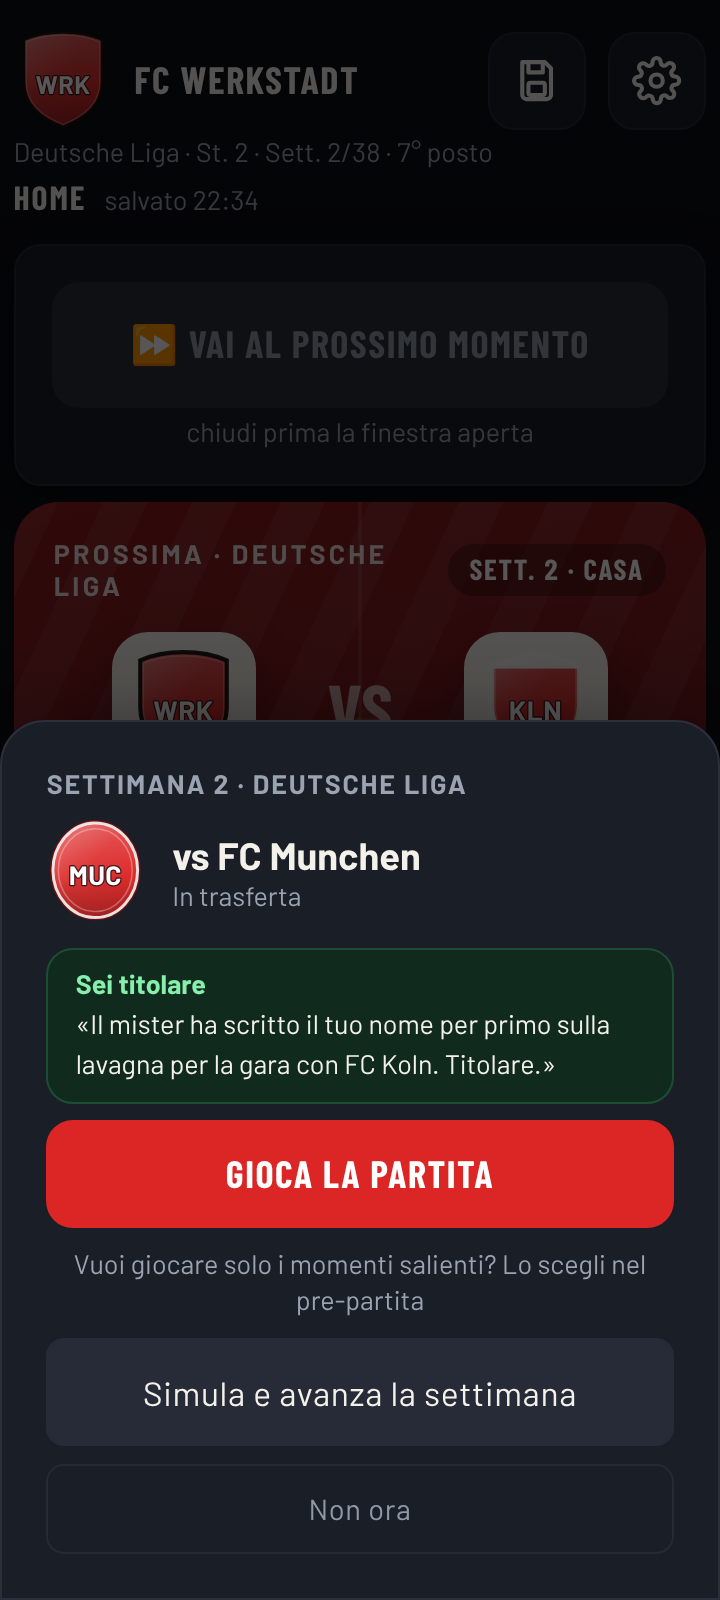 WRK
FC WERKSTADT
Deutsche Liga · St. 2 · Sett. 2/38 · 7° posto
HOME salvato 22:34
⏩ VAI AL PROSSIMO MOMENTO
chiudi prima la finestra aperta
PROSSIMA · DEUTSCHE
LIGA
SETT. 2 · CASA
WRK
VS
KLN
SETTIMANA 2 · DEUTSCHE LIGA
MUC
vs FC Munchen
In trasferta
Sei titolare
«Il mister ha scritto il tuo nome per primo sulla
lavagna per la gara con FC Koln. Titolare.»
GIOCA LA PARTITA
Vuoi giocare solo i momenti salienti? Lo scegli nel
pre-partita
Simula e avanza la settimana
Non ora